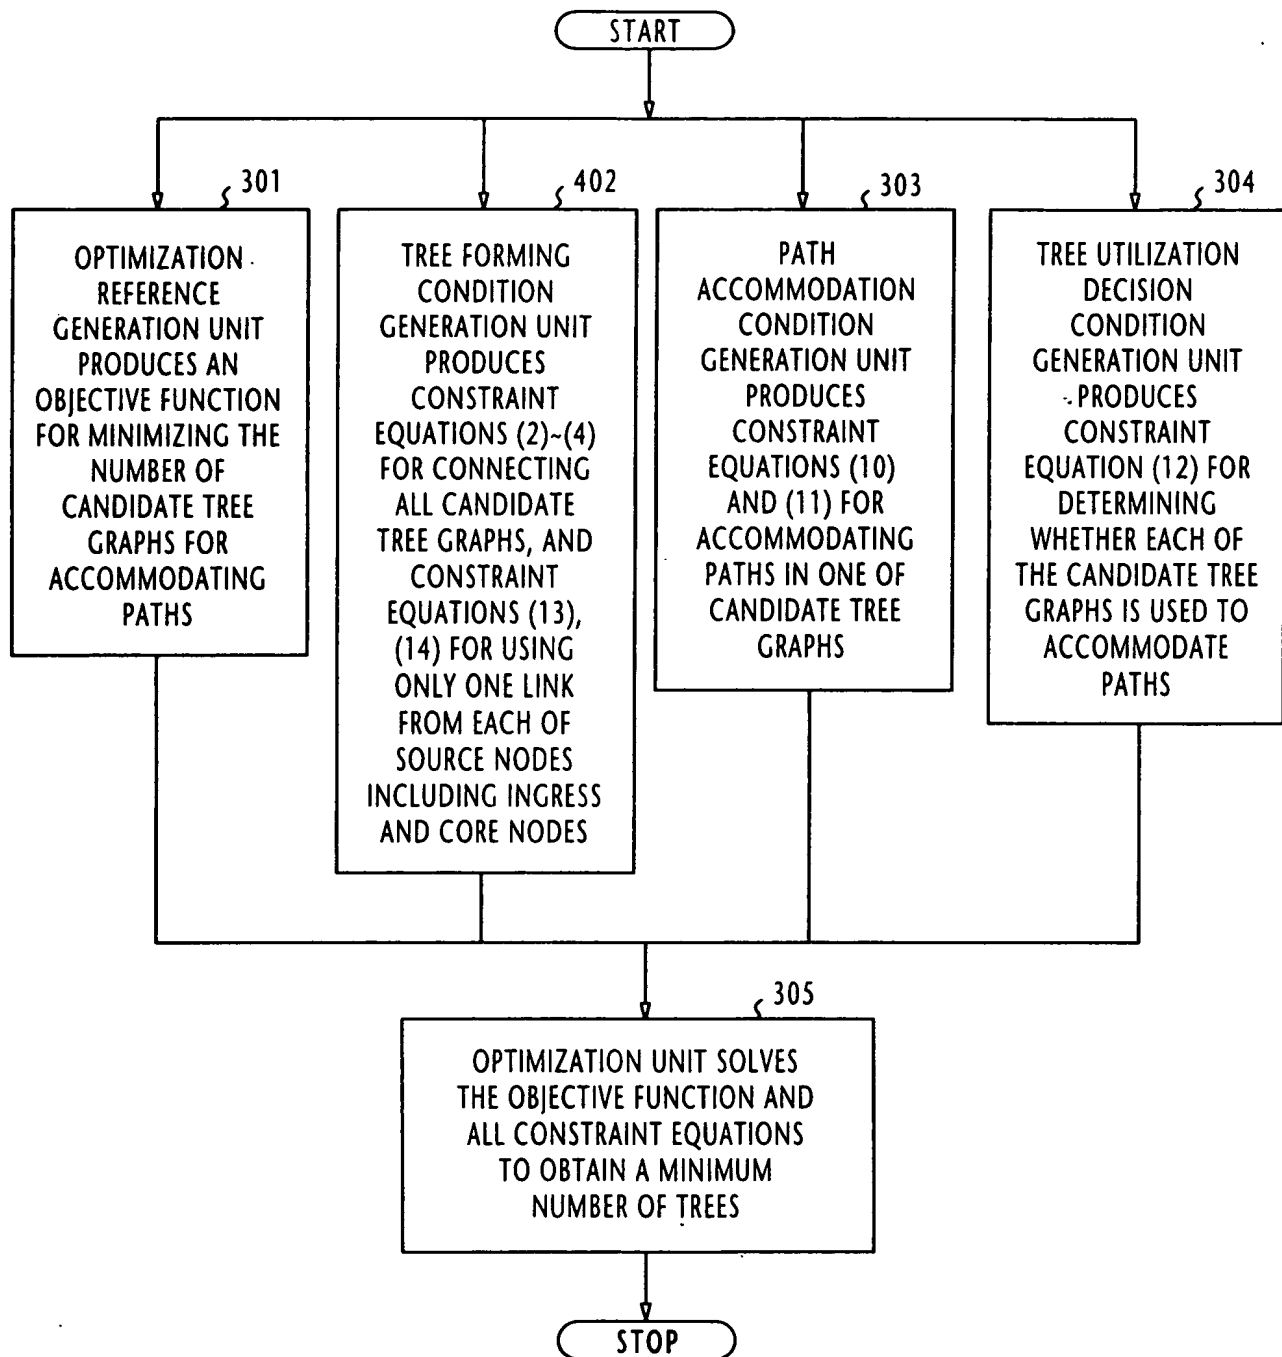 START
301
OPTIMIZATION
REFERENCE
GENERATION UNIT
PRODUCES AN
OBJECTIVE FUNCTION
FOR MINIMIZING THE
NUMBER OF
CANDIDATE TREE
GRAPHS FOR
ACCOMMODATING
PATHS
402
TREE FORMING
CONDITION
GENERATION UNIT
PRODUCES
CONSTRAINT
EQUATIONS (2)~(4)
FOR CONNECTING
ALL CANDIDATE
TREE GRAPHS, AND
CONSTRAINT
EQUATIONS (13),
(14) FOR USING
ONLY ONE LINK
FROM EACH OF
SOURCE NODES
INCLUDING INGRESS
AND CORE NODES
303
PATH
ACCOMMODATION
CONDITION
GENERATION UNIT
PRODUCES
CONSTRAINT
EQUATIONS (10)
AND (11) FOR
ACCOMMODATING
PATHS IN ONE OF
CANDIDATE TREE
GRAPHS
304
TREE UTILIZATION
DECISION
CONDITION
GENERATION UNIT
PRODUCES
CONSTRAINT
EQUATION (12) FOR
DETERMINING
WHETHER EACH OF
THE CANDIDATE TREE
GRAPHS IS USED TO
ACCOMMODATE
PATHS
305
OPTIMIZATION UNIT SOLVES
THE OBJECTIVE FUNCTION AND
ALL CONSTRAINT EQUATIONS
TO OBTAIN A MINIMUM
NUMBER OF TREES
STOP